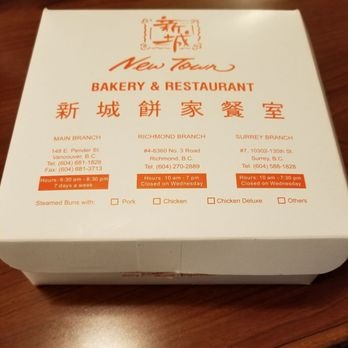 新城
New Town
BAKERY & RESTAURANT
新城餅家餐室
MAIN BRANCH
148 E. Pender St.
Vancouver, B.C.
Tel: (604) 681-1828
Fax: (604) 681-3713
Hours: 6:30 am - 8:30 pm
7 days a week
RICHMOND BRANCH
#4-8360 No. 3 Road
Richmond, B.C.
Tel: (604) 270-2889
Hours: 10 am - 7 pm
Closed on Wednesday
SURREY BRANCH
#7, 10302-135th St.
Surrey, B.C.
Tel: (604) 588-1828
Hours: 10 am - 7:30 pm
Closed on Wednesday
Steamed Buns with: Pork Chicken Chicken Deluxe Others